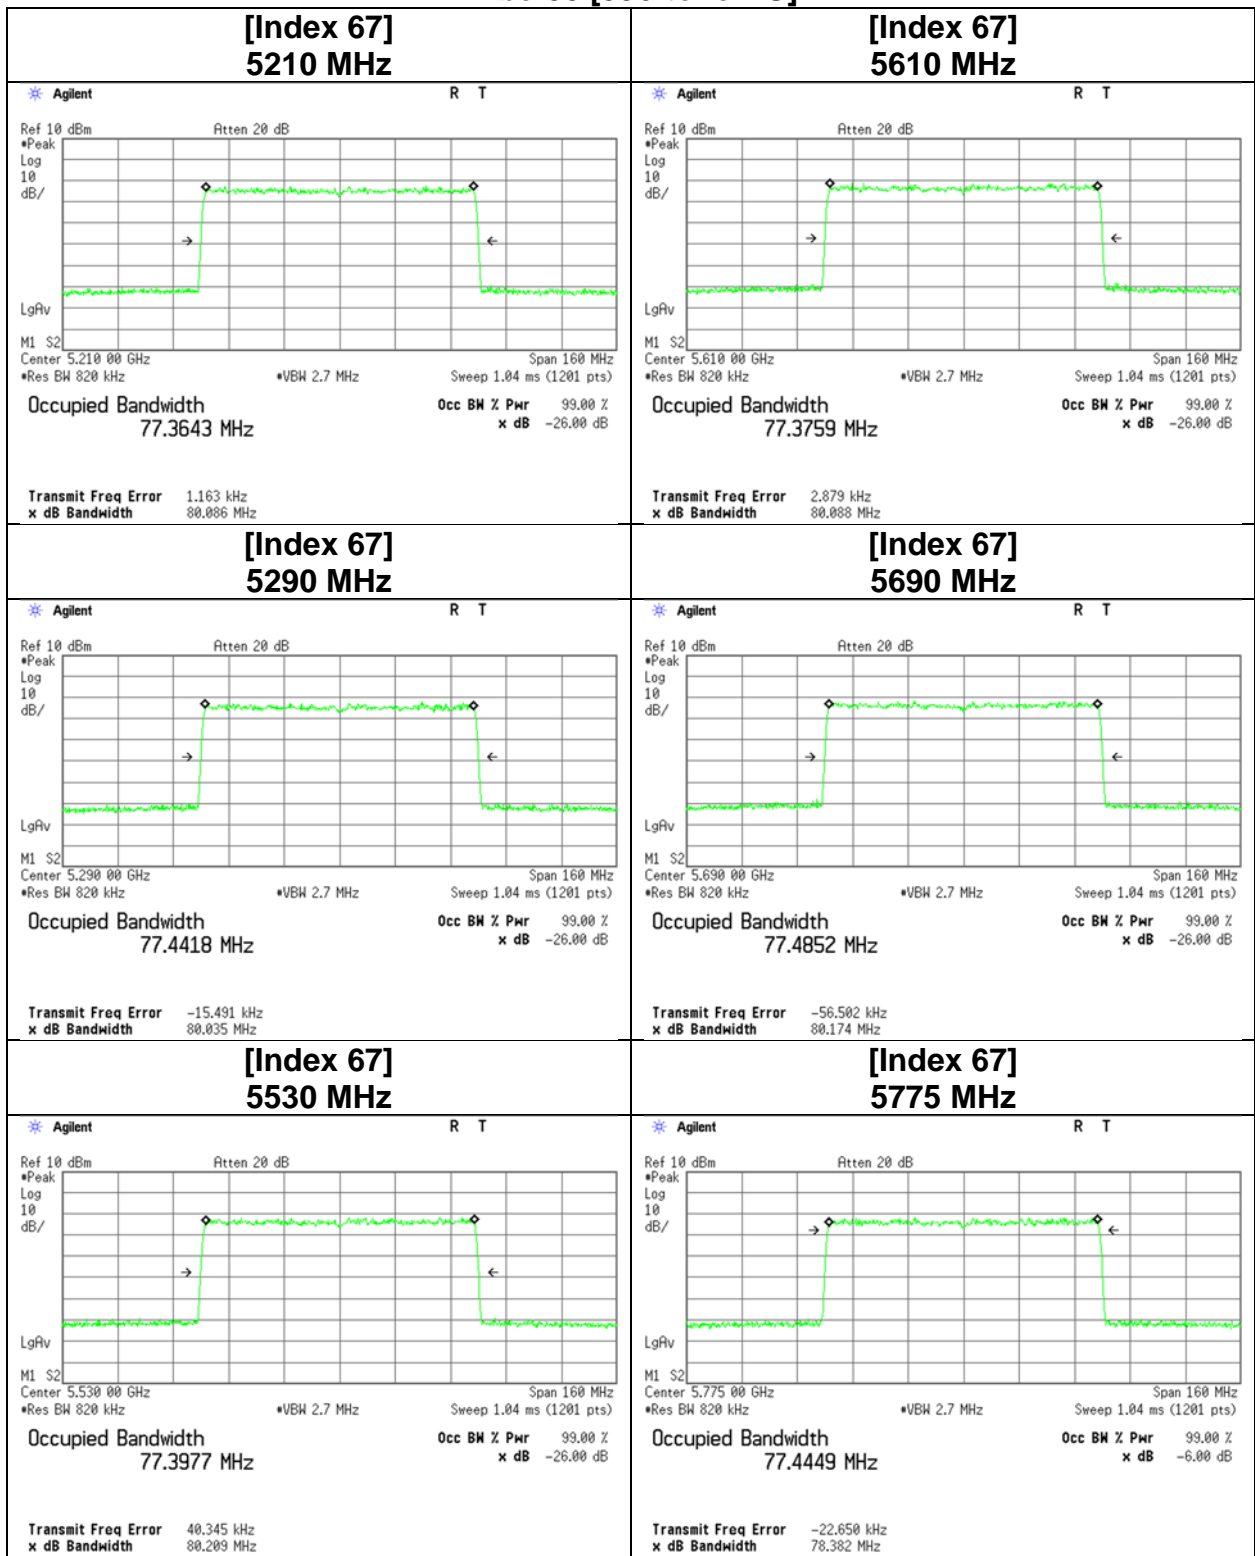 [Index 67]
5210 MHz
Agilent R T
Ref 10 dBm Atten 20 dB
*Peak
Log
10
dB/
LgAv
M1 S2
Center 5.210 00 GHz Span 160 MHz
*Res BW 820 kHz *VBW 2.7 MHz Sweep 1.04 ms (1201 pts)
Occupied Bandwidth Occ BW % Pwr 99.00 %
77.3643 MHz x dB -26.00 dB
Transmit Freq Error 1.163 kHz
x dB Bandwidth 80.086 MHz
[Index 67]
5610 MHz
Agilent R T
Ref 10 dBm Atten 20 dB
*Peak
Log
10
dB/
LgAv
M1 S2
Center 5.610 00 GHz Span 160 MHz
*Res BW 820 kHz *VBW 2.7 MHz Sweep 1.04 ms (1201 pts)
Occupied Bandwidth Occ BW % Pwr 99.00 %
77.3759 MHz x dB -26.00 dB
Transmit Freq Error 2.879 kHz
x dB Bandwidth 80.088 MHz
[Index 67]
5290 MHz
Agilent R T
Ref 10 dBm Atten 20 dB
*Peak
Log
10
dB/
LgAv
M1 S2
Center 5.290 00 GHz Span 160 MHz
*Res BW 820 kHz *VBW 2.7 MHz Sweep 1.04 ms (1201 pts)
Occupied Bandwidth Occ BW % Pwr 99.00 %
77.4418 MHz x dB -26.00 dB
Transmit Freq Error -15.491 kHz
x dB Bandwidth 80.035 MHz
[Index 67]
5690 MHz
Agilent R T
Ref 10 dBm Atten 20 dB
*Peak
Log
10
dB/
LgAv
M1 S2
Center 5.690 00 GHz Span 160 MHz
*Res BW 820 kHz *VBW 2.7 MHz Sweep 1.04 ms (1201 pts)
Occupied Bandwidth Occ BW % Pwr 99.00 %
77.4852 MHz x dB -26.00 dB
Transmit Freq Error -56.502 kHz
x dB Bandwidth 80.174 MHz
[Index 67]
5530 MHz
Agilent R T
Ref 10 dBm Atten 20 dB
*Peak
Log
10
dB/
LgAv
M1 S2
Center 5.530 00 GHz Span 160 MHz
*Res BW 820 kHz *VBW 2.7 MHz Sweep 1.04 ms (1201 pts)
Occupied Bandwidth Occ BW % Pwr 99.00 %
77.3977 MHz x dB -26.00 dB
Transmit Freq Error 40.345 kHz
x dB Bandwidth 80.209 MHz
[Index 67]
5775 MHz
Agilent R T
Ref 10 dBm Atten 20 dB
*Peak
Log
10
dB/
LgAv
M1 S2
Center 5.775 00 GHz Span 160 MHz
*Res BW 820 kHz *VBW 2.7 MHz Sweep 1.04 ms (1201 pts)
Occupied Bandwidth Occ BW % Pwr 99.00 %
77.4449 MHz x dB -6.00 dB
Transmit Freq Error -22.650 kHz
x dB Bandwidth 78.382 MHz